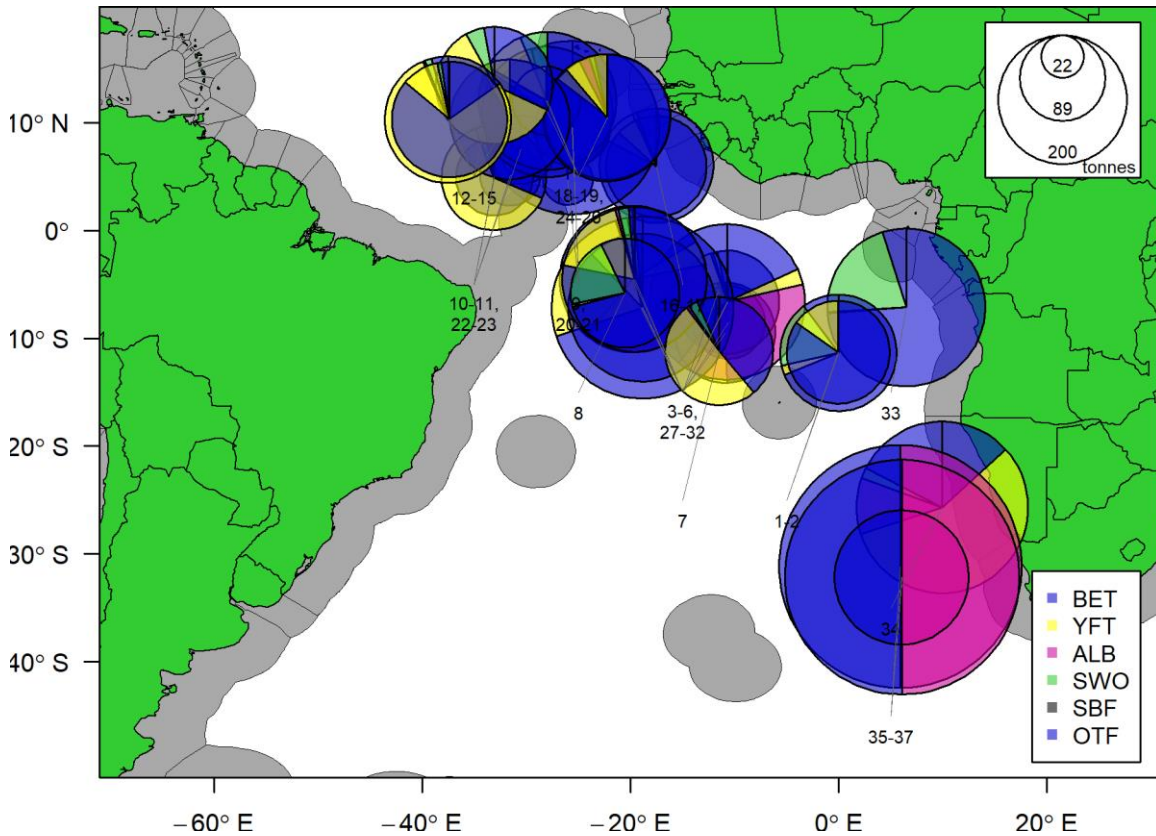 22
89
200
tonnes
10° N
0°
10° S
20° S
30° S
40° S
12-15
18-19,
24-26
10-11,
22-23
20-21
8
3-6,
27-32
33
7
1-2
34
35-37
BET
YFT
ALB
SWO
SBF
OTF
−60° E
−40° E
−20° E
0° E
20° E